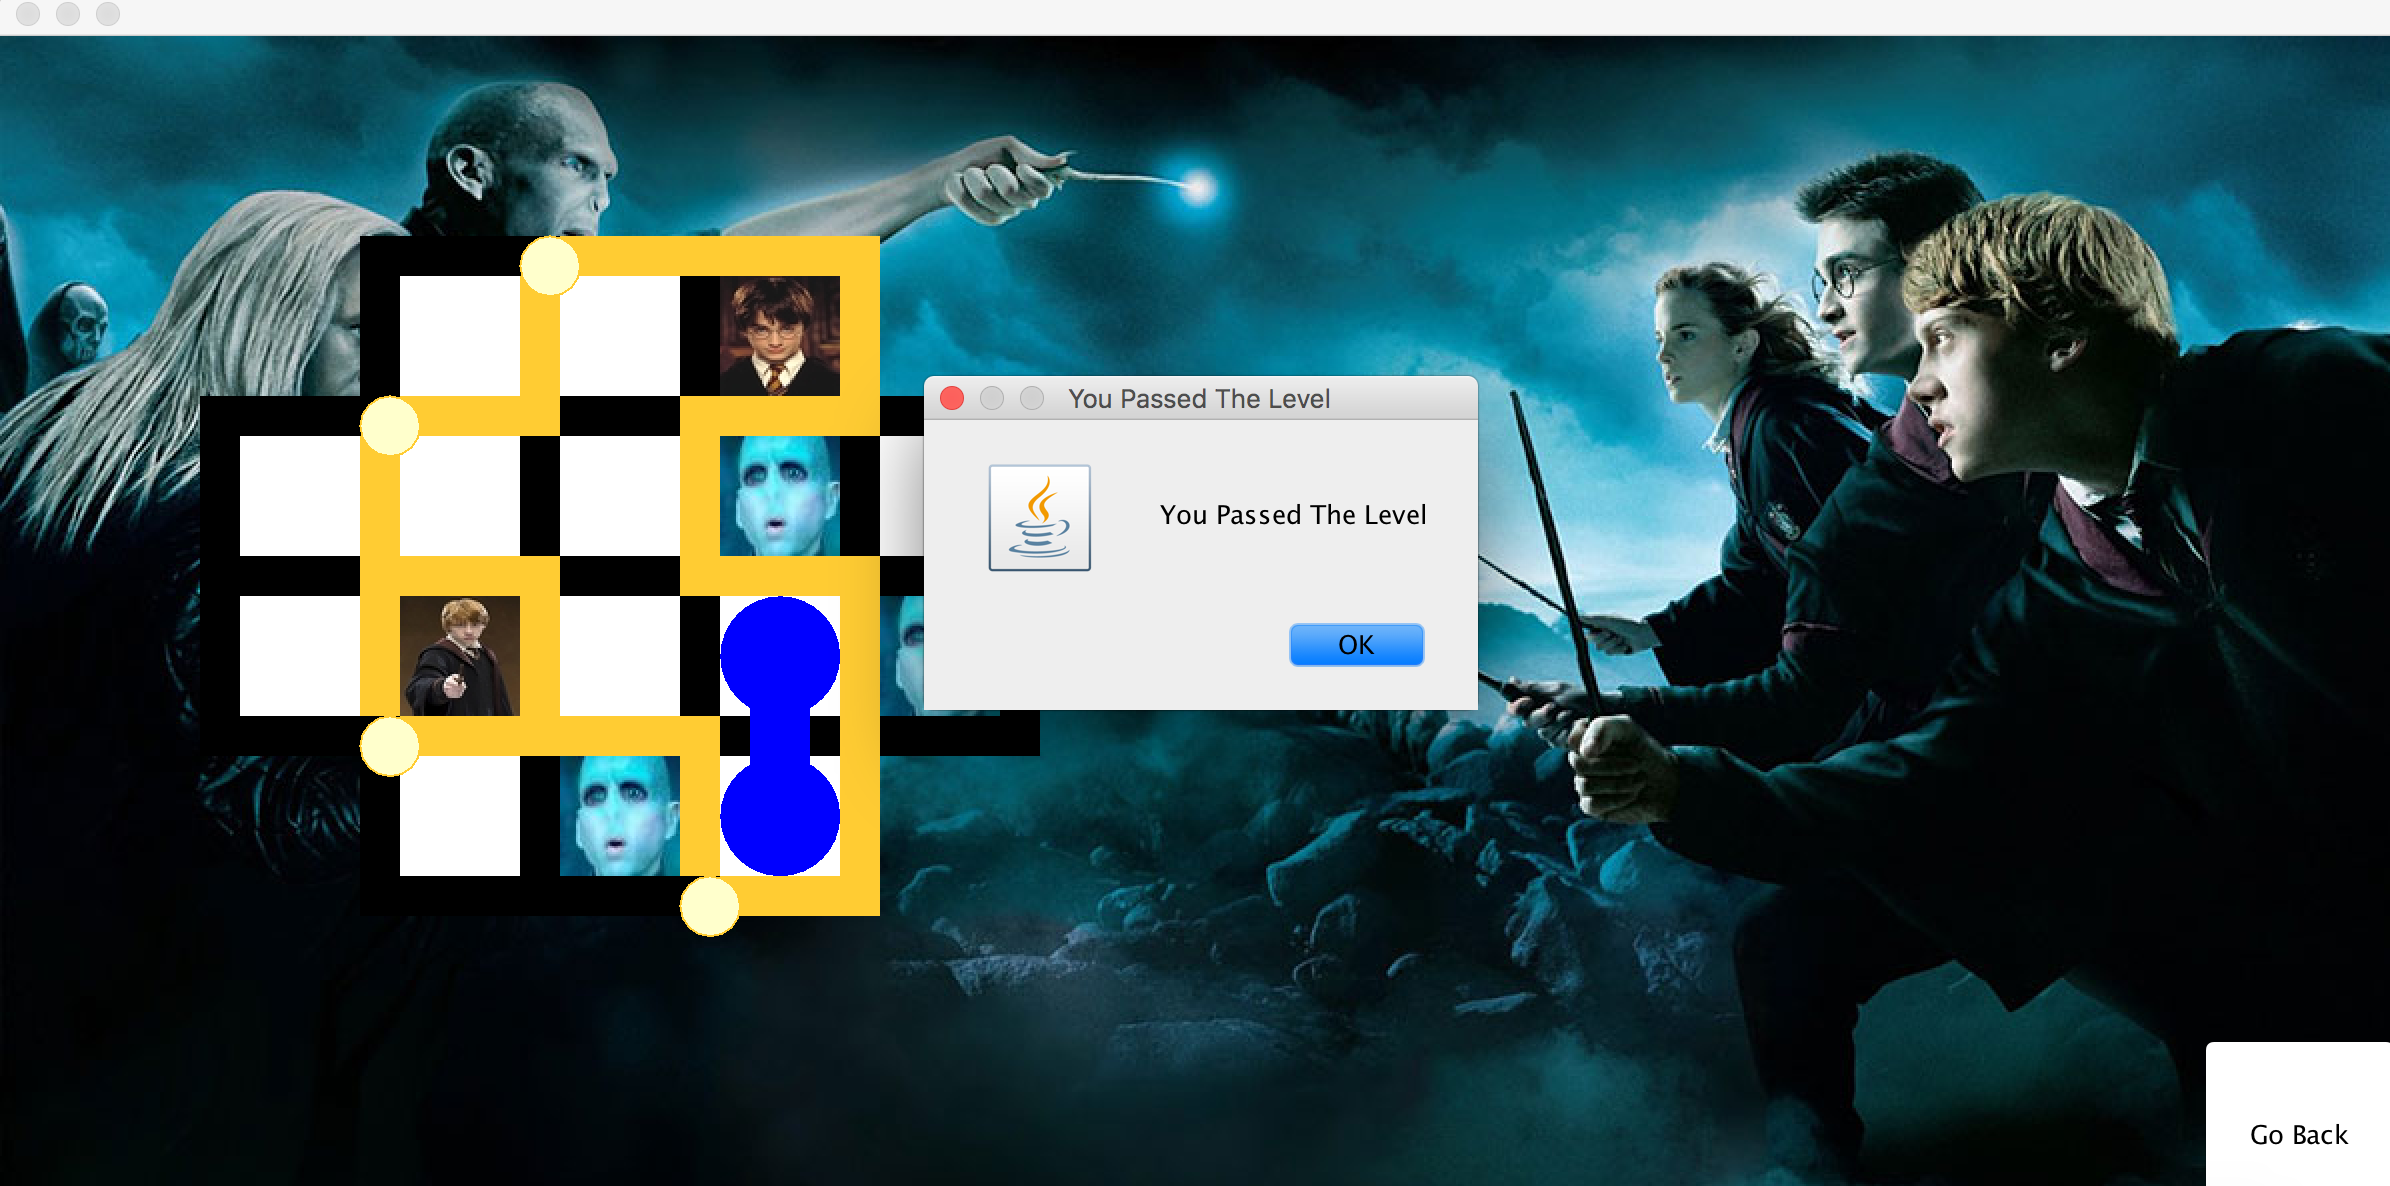 You Passed The Level
You Passed The Level
OK
Go Back